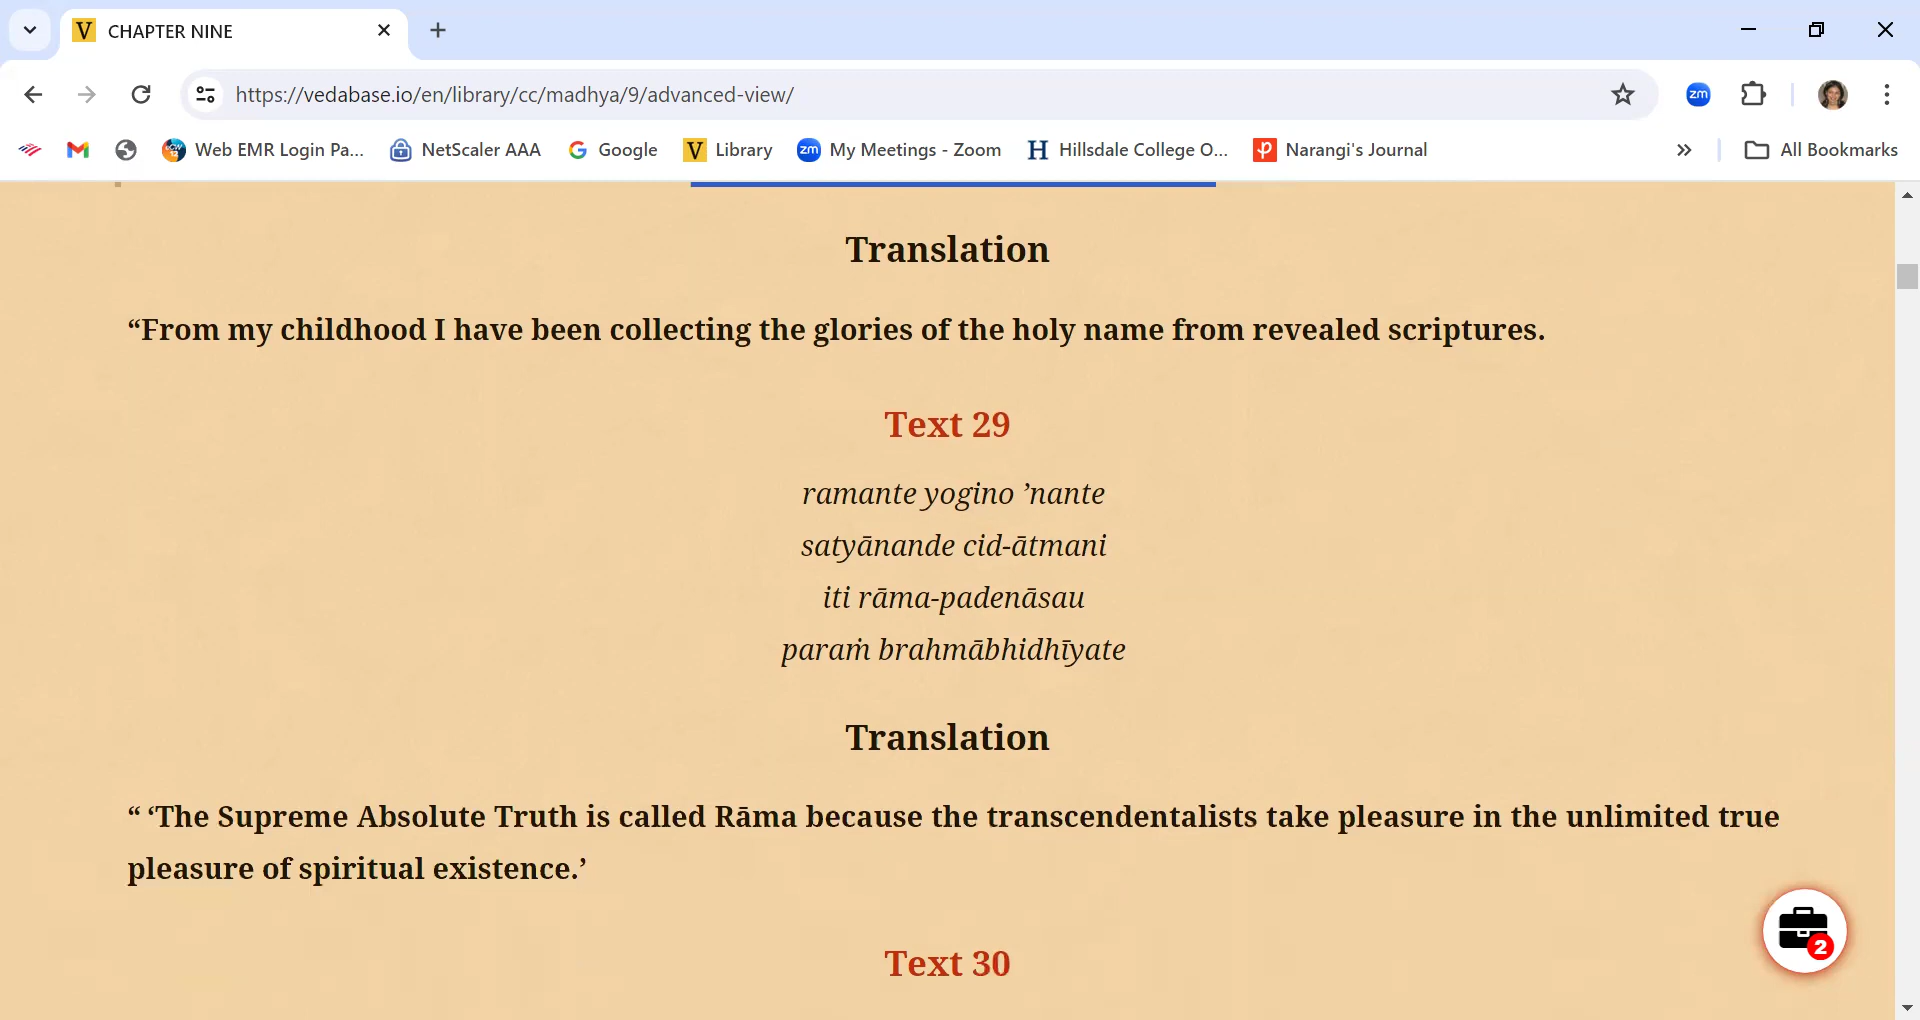 CHAPTER NINE
https://vedabase.io/en/library/cc/madhya/9/advanced-view/
zm
Web EMR Login Pa...
NetScaler AAA
Google
V Library
zm My Meetings - Zoom
H Hillsdale College O...
Narangi's Journal
»
All Bookmarks
Translation
“From my childhood I have been collecting the glories of the holy name from revealed scriptures.
Text 29
ramante yogino ’nante
satyānande cid-ātmani
iti rāma-padenāsau
paraṁ brahmābhidhīyate
Translation
“ ‘The Supreme Absolute Truth is called Rāma because the transcendentalists take pleasure in the unlimited true
pleasure of spiritual existence.’
2
Text 30